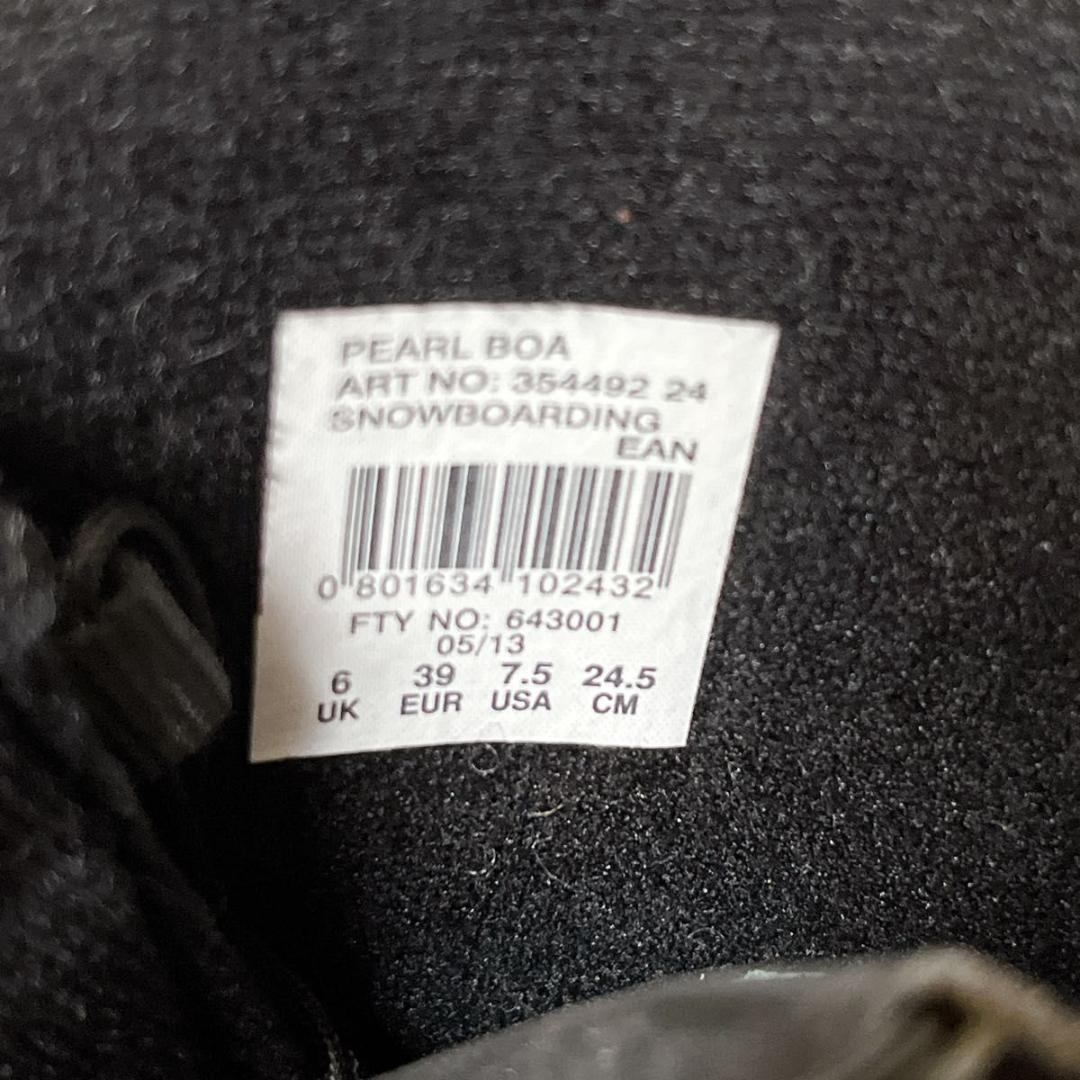 PEARL BOA
ART NO: 354492 24
SNOWBOARDING
EAN
0 801634 102432
FTY NO: 643001
05/13
6 39 7.5 24.5
UK EUR USA CM